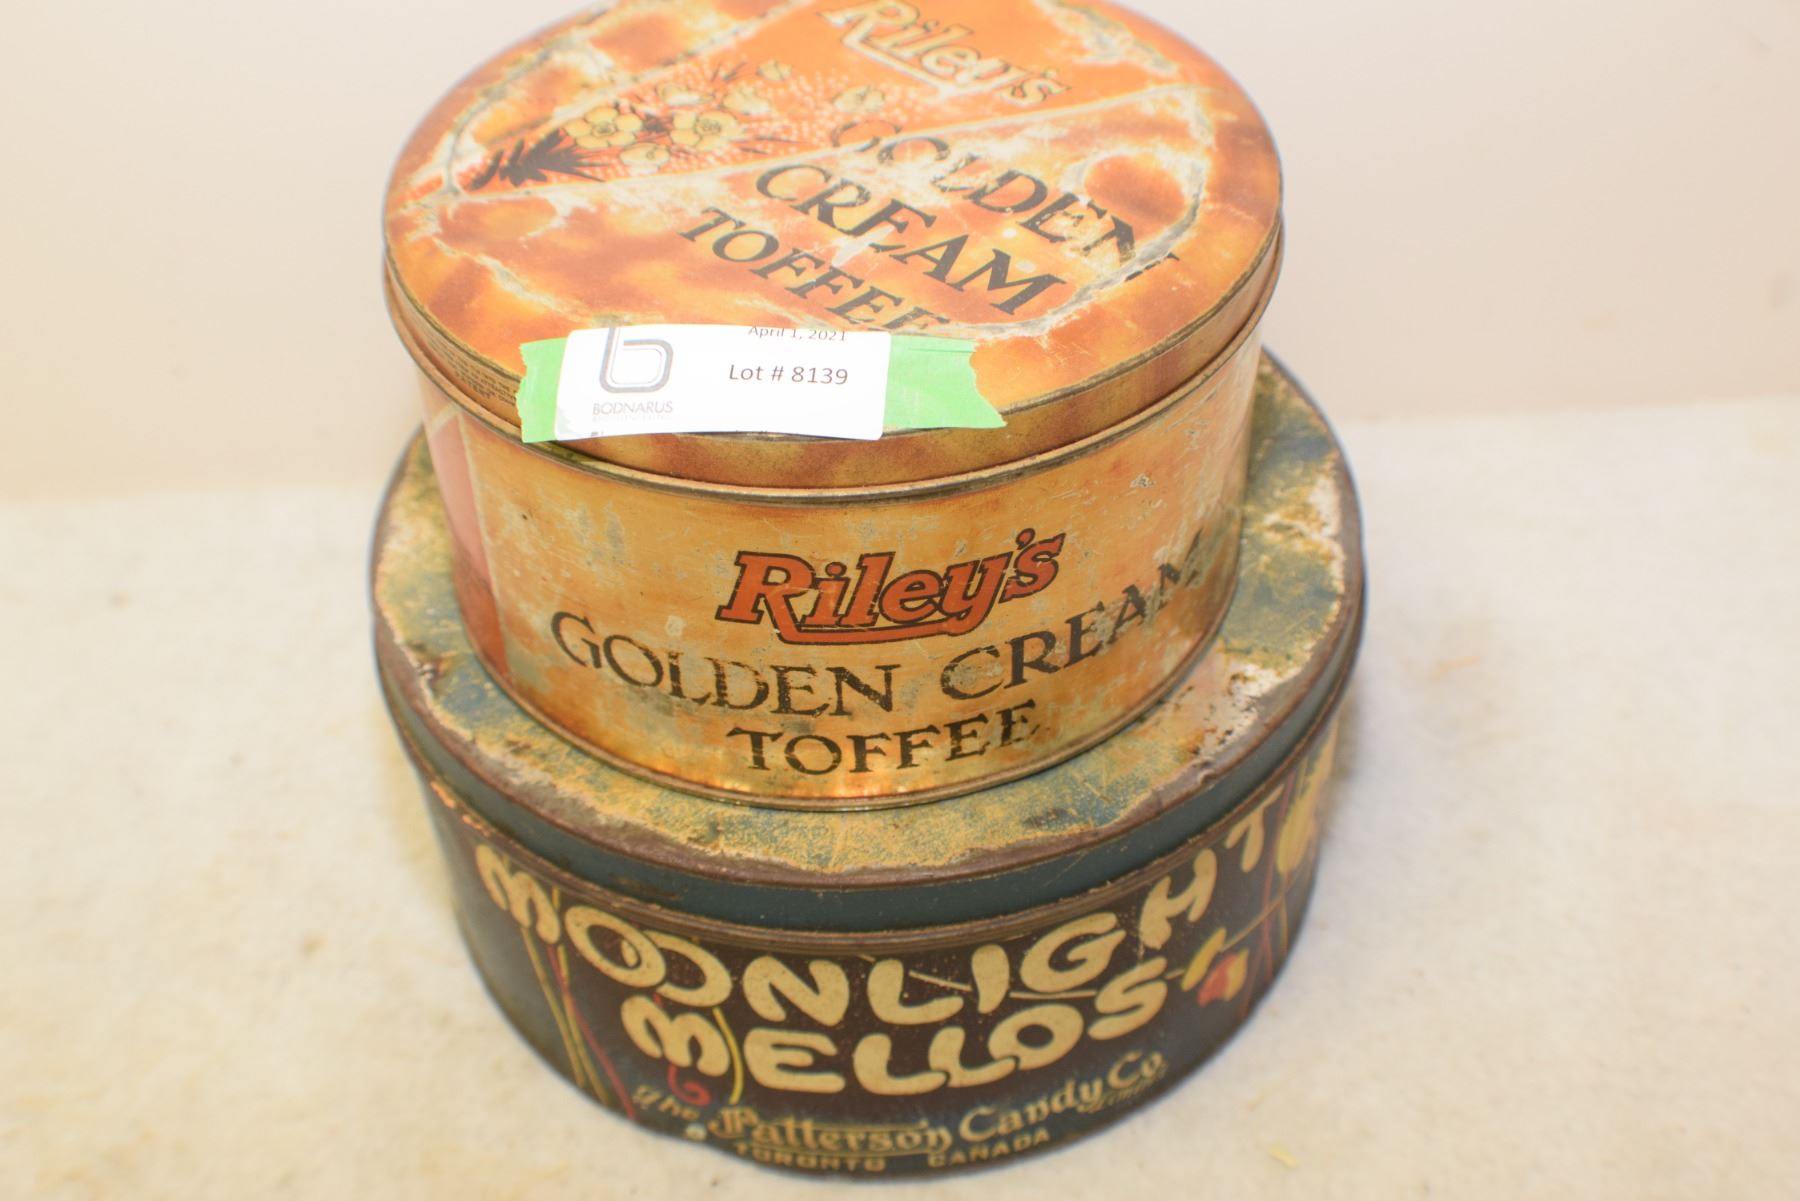 Riley's
GOLDEN
CREAM
TOFFEE
April 1, 2021
Lot # 8139
BODNARUS
Riley's
GOLDEN CREAM
TOFFEE
MOONLIGHT
MELLOS
The Patterson Candy Co.
TORONTO CANADA